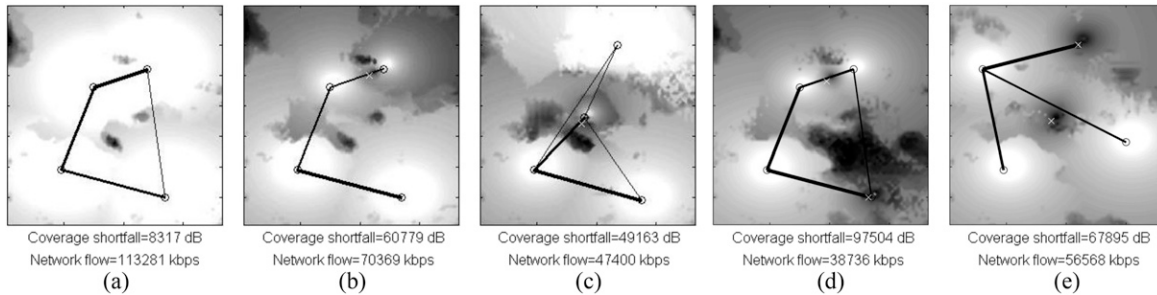 Coverage shortfall=8317 dB
Network flow=113281 kbps
(a)
Coverage shortfall=60779 dB
Network flow=70369 kbps
(b)
Coverage shortfall=49163 dB
Network flow=47400 kbps
(c)
Coverage shortfall=97504 dB
Network flow=38736 kbps
(d)
Coverage shortfall=67895 dB
Network flow=56568 kbps
(e)